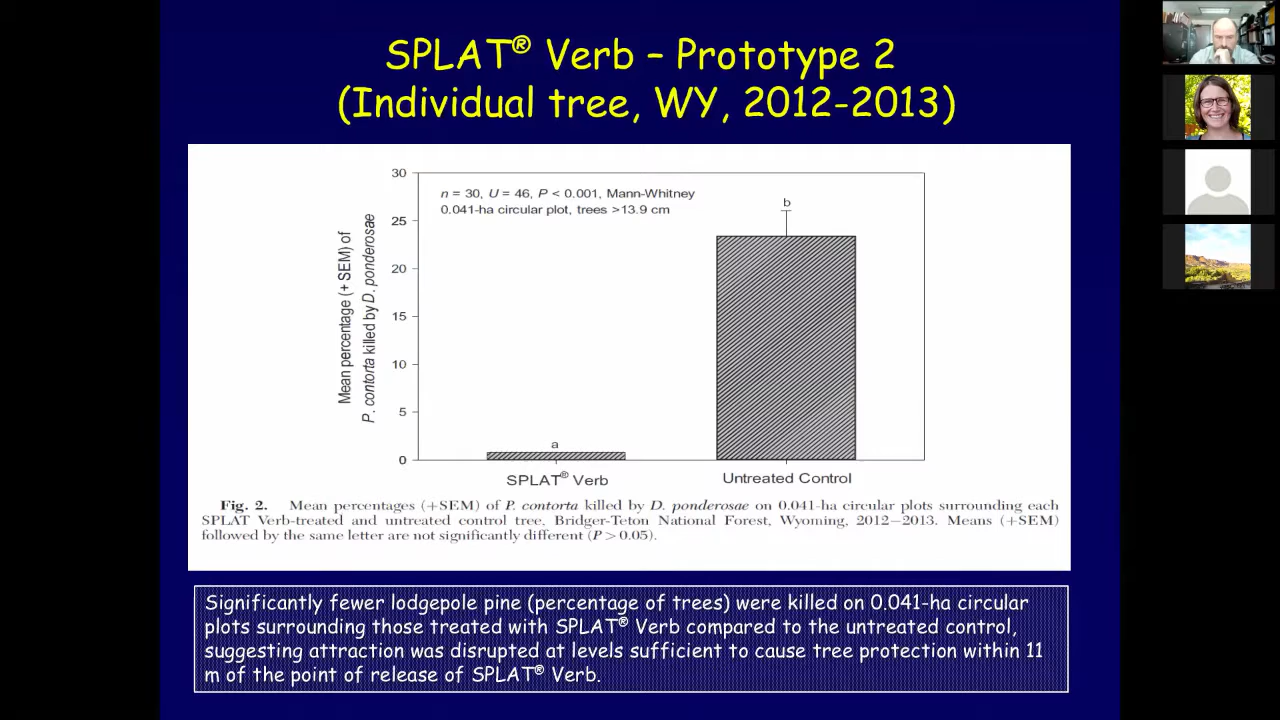 SPLAT® Verb – Prototype 2
(Individual tree, WY, 2012-2013)
30
25
20
15
10
5
0
Mean percentage (+ SEM) of
P. contorta killed by D. ponderosae
n = 30, U = 46, P < 0.001, Mann-Whitney
0.041-ha circular plot, trees >13.9 cm
a
b
SPLAT® Verb
Untreated Control
Fig. 2. Mean percentages (+SEM) of P. contorta killed by D. ponderosae on 0.041-ha circular plots surrounding each
SPLAT Verb-treated and untreated control tree, Bridger-Teton National Forest, Wyoming, 2012–2013. Means (+SEM)
followed by the same letter are not significantly different (P > 0.05).
Significantly fewer lodgepole pine (percentage of trees) were killed on 0.041-ha circular
plots surrounding those treated with SPLAT® Verb compared to the untreated control,
suggesting attraction was disrupted at levels sufficient to cause tree protection within 11
m of the point of release of SPLAT® Verb.